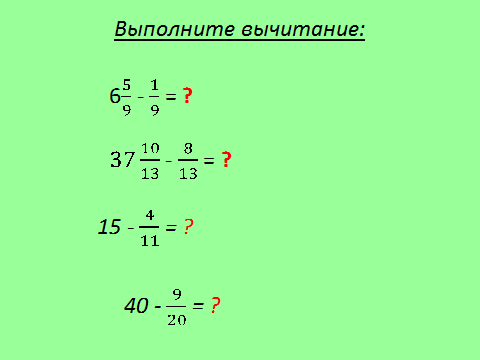 Выполните вычитание:
6 5/9 - 1/9 = ?
37 10/13 - 8/13 = ?
15 - 4/11 = ?
40 - 9/20 = ?